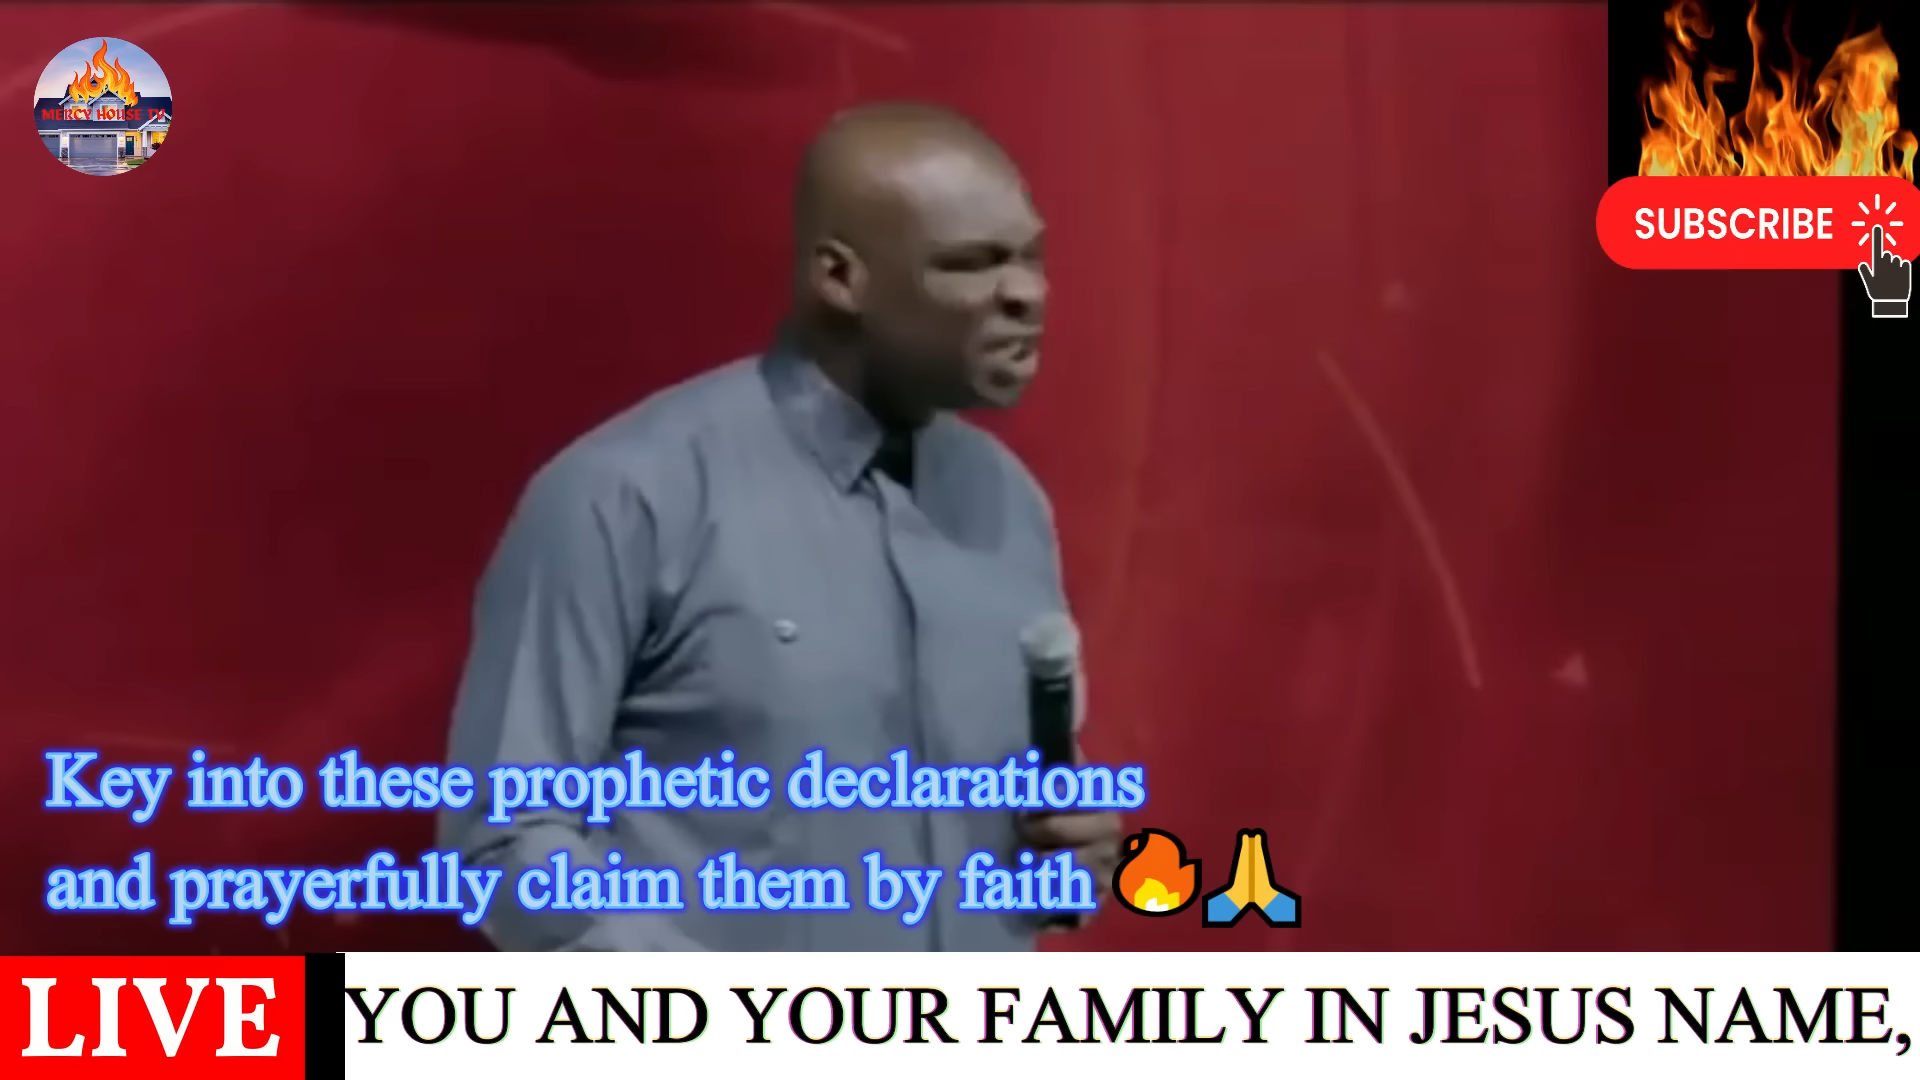 MERCY HOUSE TV
SUBSCRIBE
Key into these prophetic declarations
and prayerfully claim them by faith 🔥🙏
LIVE
YOU AND YOUR FAMILY IN JESUS NAME,